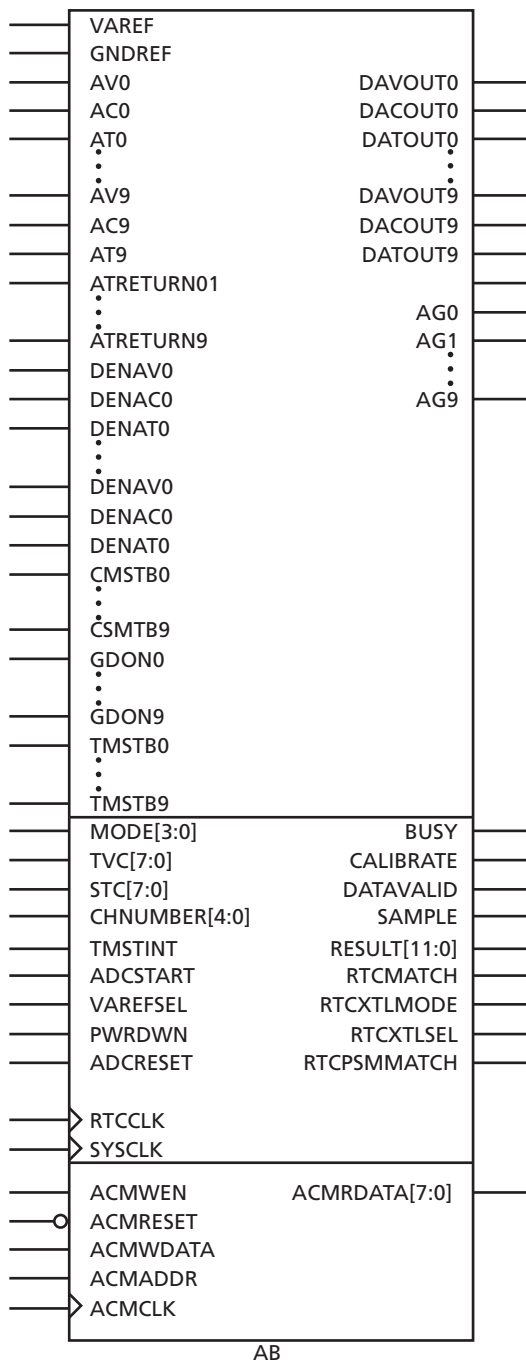 VAREF
GNDREF
AV0 DAVOUT0
AC0 DACOUT0
AT0 DATOUT0
AV9 DAVOUT9
AC9 DACOUT9
AT9 DATOUT9
ATRETURN01
AG0
ATRETURN9 AG1
DENAV0
DENAC0 AG9
DENAT0
DENAV0
DENAC0
DENAT0
CMSTB0
CSMTB9
GDON0
GDON9
TMSTB0
TMSTB9
MODE[3:0] BUSY
TVC[7:0] CALIBRATE
STC[7:0] DATAVALID
CHNUMBER[4:0] SAMPLE
TMSTINT RESULT[11:0]
ADCSTART RTCMATCH
VAREFSEL RTCXTLMODE
PWRDWN RTCXTLSEL
ADCRESET RTCPSMMATCH
RTCCLK
SYSCLK
ACMWEN ACMRDATA[7:0]
ACMRESET
ACMWDATA
ACMADDR
ACMCLK
AB